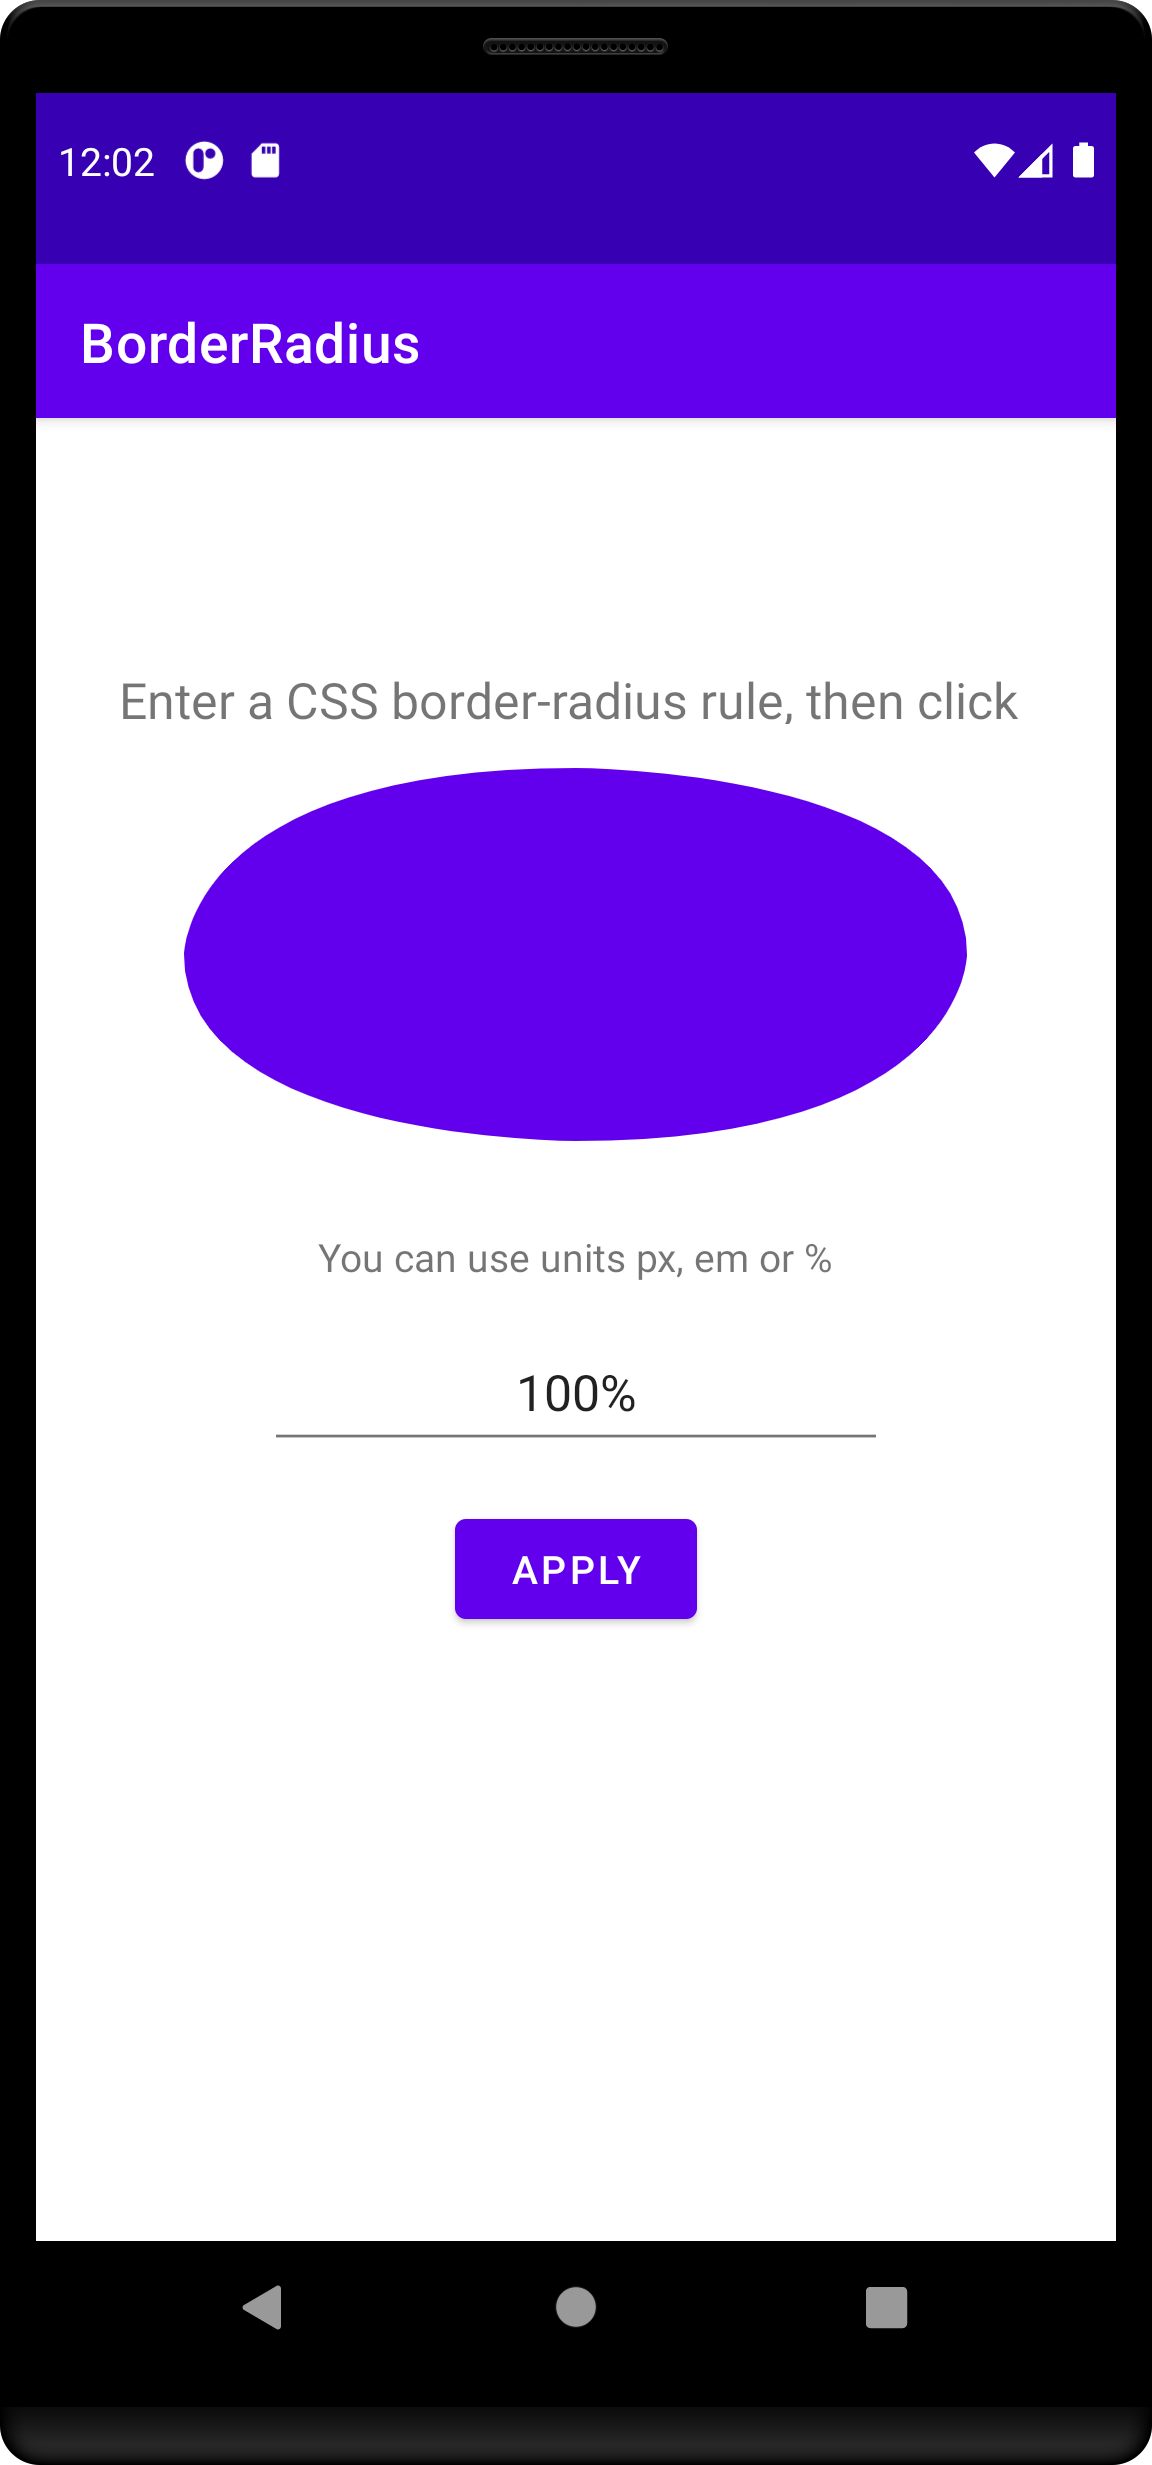 12:02
BorderRadius
Enter a CSS border-radius rule, then click
You can use units px, em or %
100%
APPLY